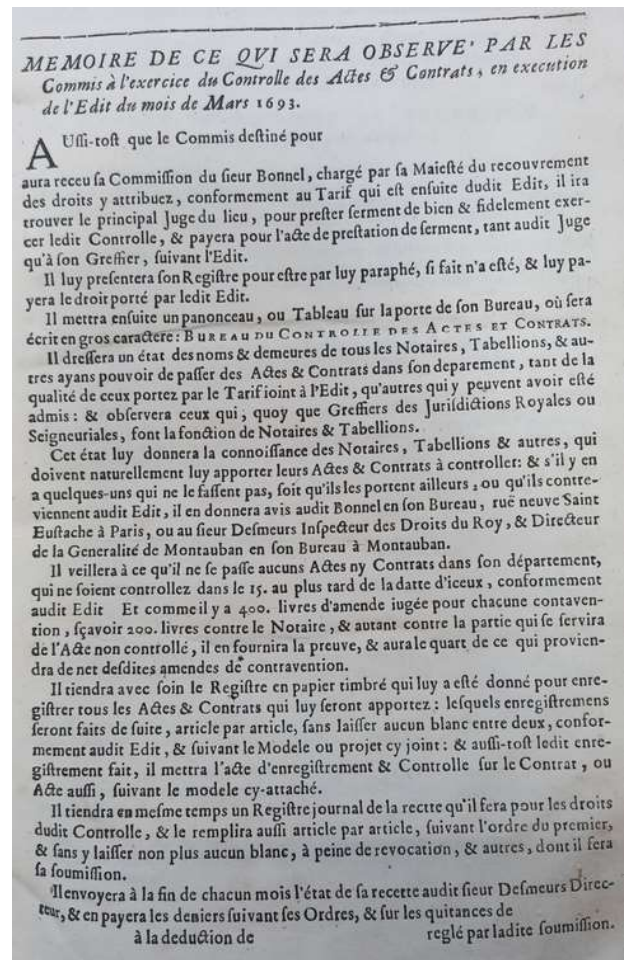 MEMOIRE DE CE QVI SERA OBSERVE' PAR LES
Commis à l'exercice du Controlle des Actes & Contrats, en execution
de l'Edit du mois de Mars 1693.
AUſſi-toſt que le Commis deſtiné pour
aura receu ſa Commiſſion du ſieur Bonnel, chargé par ſa Maieſté du recouvrement
des droits y attribuez, conformement au Tarif qui eſt enſuite dudit Edit, il ira
trouver le principal Juge du lieu, pour preſter ſerment de bien & fidelement exer-
cer ledit Controlle, & payera pour l'acte de preſtation de ſerment, tant audit Juge
qu'à ſon Greffier, ſuivant l'Edit.
Il luy preſentera ſon Regiſtre pour eſtre par luy paraphé, ſi fait n'a eſté, & luy pa-
yera le droit porté par ledit Edit.
Il mettra enſuite un panonceau, ou Tableau ſur la porte de ſon Bureau, où ſera
écrit en gros caractere: BUREAU DU CONTROLLE DES ACTES ET CONTRATS.
Il dreſſera un état des noms & demeures de tous les Notaires, Tabellions, & au-
tres ayans pouvoir de paſſer des Actes & Contrats dans ſon deparement, tant de la
qualité de ceux portez par le Tarif ioint à l'Edit, qu'autres qui y peuvent avoir eſté
admis: & obſervera ceux qui, quoy que Greffiers des Juriſdictions Royales ou
Seigneuriales, font la fonction de Notaires & Tabellions.
Cet état luy donnera la connoiſſance des Notaires, Tabellions & autres, qui
doivent naturellement luy apporter leurs Actes & Contrats à controller: & s'il y en
a quelques-uns qui ne le faſſent pas, ſoit qu'ils les portent ailleurs, ou qu'ils contre-
viennent audit Edit, il en donnera avis audit Bonnel en ſon Bureau, ruë neuve Saint
Euſtache à Paris, ou au ſieur Deſmeurs Inſpecteur des Droits du Roy, & Directeur
de la Generalité de Montauban en ſon Bureau à Montauban.
Il veillera à ce qu'il ne ſe paſſe aucuns Actes ny Contrats dans ſon département,
qui ne ſoient controllez dans le 15. au plus tard de la datte d'iceux, conformement
audit Edit Et comme il y a 400. livres d'amende iugée pour chacune contaven-
tion, ſçavoir 200. livres contre le Notaire, & autant contre la partie qui ſe ſervira
de l'Acte non controllé, il en fournira la preuve, & aura le quart de ce qui provien-
dra de net deſdites amendes de contravention.
Il tiendra avec ſoin le Regiſtre en papier timbré qui luy a eſté donné pour enre-
giſtrer tous les Actes & Contrats qui luy ſeront apportez: leſquels enregiſtremens
ſeront faits de ſuite, article par article, ſans laiſſer aucun blanc entre deux, confor-
mement audit Edit, & ſuivant le Modele ou projet cy joint: & auſſi-toſt ledit enre-
giſtrement fait, il mettra l'acte d'enregiſtrement & Controlle ſur le Contrat, ou
Acte auſſi, ſuivant le modele cy-attaché.
Il tiendra en meſme temps un Regiſtre journal de la rectte qu'il fera pour les droits
dudit Controlle, & le remplira auſſi article par article, ſuivant l'ordre du premier,
& ſans y laiſſer non plus aucun blanc, à peine de revocation, & autres, dont il ſera
ſa ſoumiſſion.
Il envoyera à la fin de chacun mois l'état de ſa recette audit ſieur Deſmeurs Direc-
teur, & en payera les deniers ſuivant ſes Ordres, & ſur les quitances de
à la deduction de reglé par ladite ſoumiſſion.